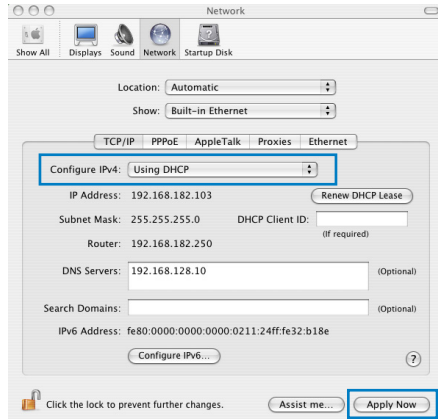 Network
Show All Displays Sound Network Startup Disk
Location: Automatic
Show: Built-in Ethernet
TCP/IP PPPoE AppleTalk Proxies Ethernet
Configure IPv4: Using DHCP
IP Address: 192.168.182.103 Renew DHCP Lease
Subnet Mask: 255.255.255.0 DHCP Client ID:
(If required)
Router: 192.168.182.250
DNS Servers: 192.168.128.10 (Optional)
Search Domains: (Optional)
IPv6 Address: fe80:0000:0000:0000:0211:24ff:fe32:b18e
Configure IPv6... ?
Click the lock to prevent further changes. Assist me... Apply Now